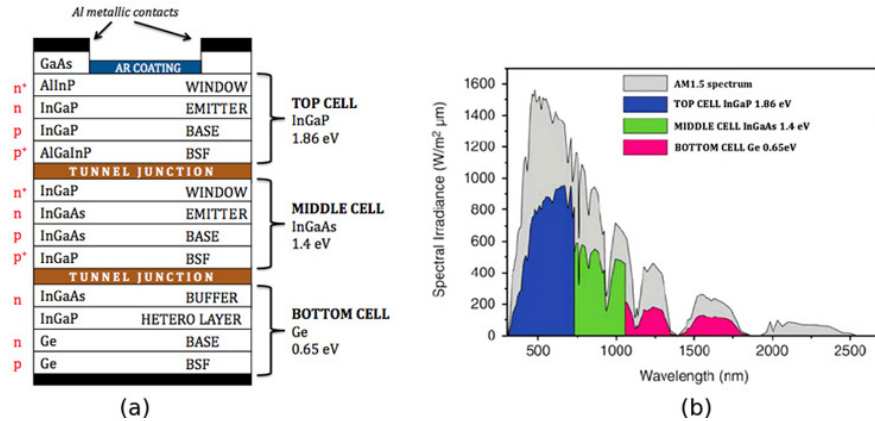 Al metallic contacts
GaAs
AR COATING
n⁺ AlInP WINDOW
n InGaP EMITTER
p InGaP BASE
p⁺ AlGaInP BSF
TOP CELL
InGaP
1.86 eV
TUNNEL JUNCTION
n⁺ InGaP WINDOW
n InGaAs EMITTER
p InGaAs BASE
p⁺ InGaP BSF
MIDDLE CELL
InGaAs
1.4 eV
TUNNEL JUNCTION
n InGaAs BUFFER
InGaP HETERO LAYER
n Ge BASE
p Ge BSF
BOTTOM CELL
Ge
0.65 eV
(a)
Spectral Irradiance (W/m² µm)
1600
1400
1200
1000
800
600
400
200
0
AM1.5 spectrum
TOP CELL InGaP 1.86 eV
MIDDLE CELL InGaAs 1.4 eV
BOTTOM CELL Ge 0.65eV
500 1000 1500 2000 2500
Wavelength (nm)
(b)